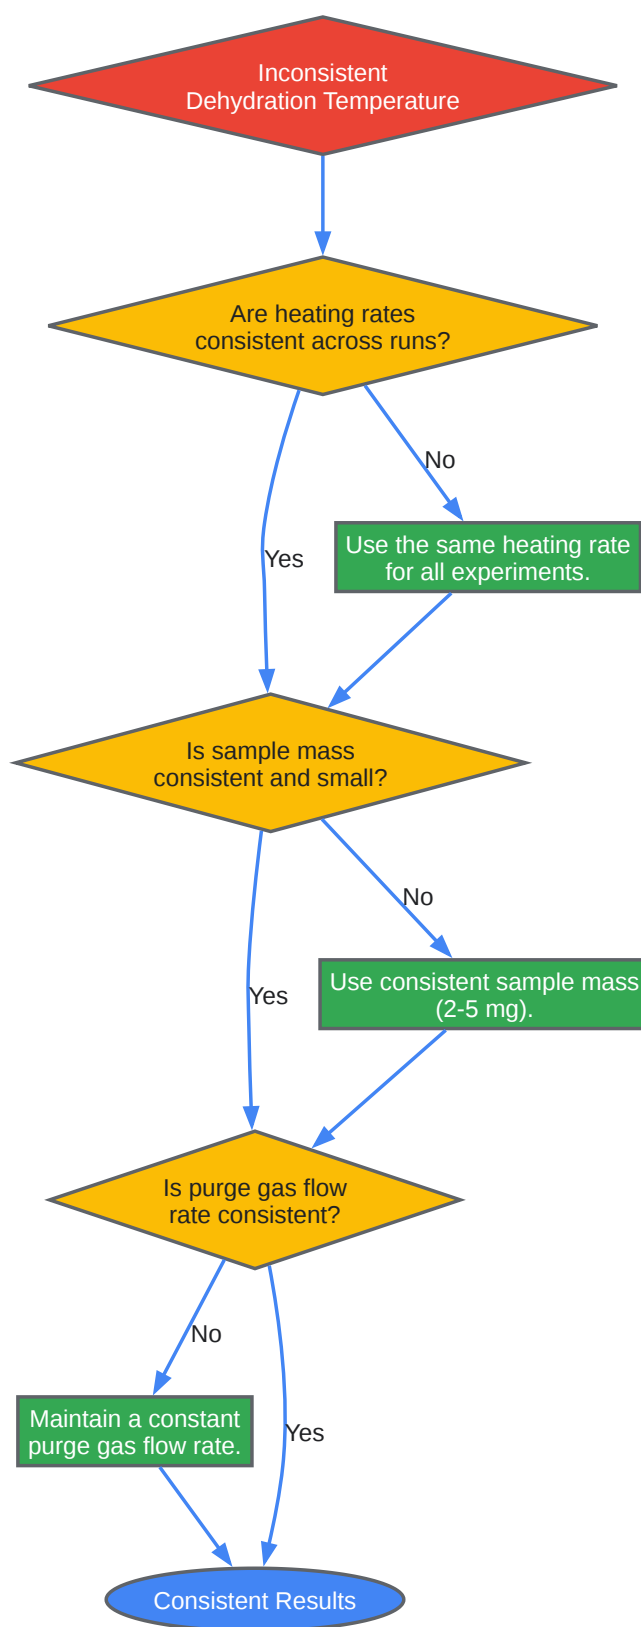 Inconsistent
Dehydration Temperature
Are heating rates
consistent across runs?
No
Use the same heating rate
for all experiments.
Yes
Is sample mass
consistent and small?
No
Use consistent sample mass
(2-5 mg).
Yes
Is purge gas flow
rate consistent?
No
Maintain a constant
purge gas flow rate.
Yes
Consistent Results